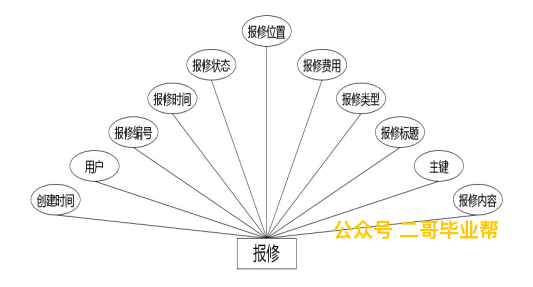 报修位置
报修状态
报修费用
报修时间
报修类型
报修编号
报修标题
用户
主键
创建时间
报修内容
公众号 二哥毕业帮
报修